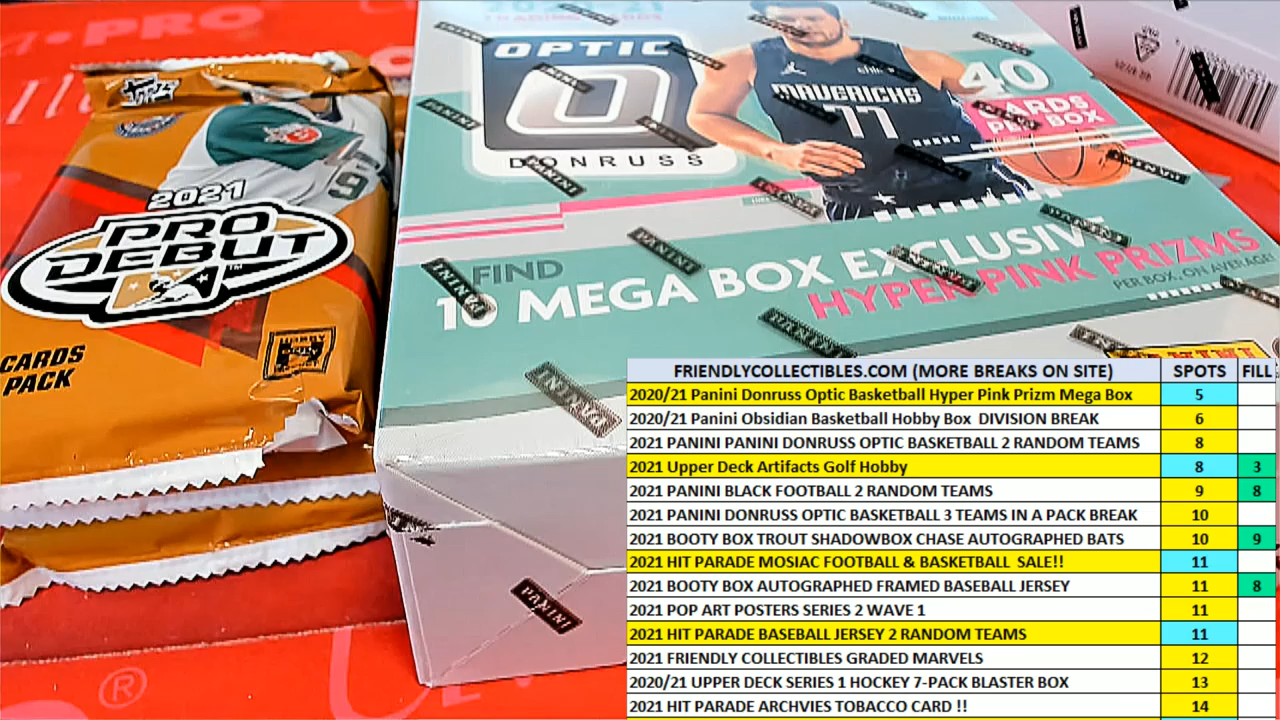 2021
PRO
DEBUT
™
CARDS
PACK
HOBBY
ONLY
OPTIC
DONRUSS
MAVERICKS
77
40
CARDS
PER BOX
FIND
10 MEGA BOX EXCLUSIVE
HYPER PINK PRIZMS
PER BOX, ON AVERAGE!
PANINI
PANINI
PANINI
PANINI
PANINI
®
FRIENDLYCOLLECTIBLES.COM (MORE BREAKS ON SITE) SPOTS FILL
2020/21 Panini Donruss Optic Basketball Hyper Pink Prizm Mega Box 5
2020/21 Panini Obsidian Basketball Hobby Box DIVISION BREAK 6
2021 PANINI PANINI DONRUSS OPTIC BASKETBALL 2 RANDOM TEAMS 8
2021 Upper Deck Artifacts Golf Hobby 8 3
2021 PANINI BLACK FOOTBALL 2 RANDOM TEAMS 9 8
2021 PANINI DONRUSS OPTIC BASKETBALL 3 TEAMS IN A PACK BREAK 10
2021 BOOTY BOX TROUT SHADOWBOX CHASE AUTOGRAPHED BATS 10 9
2021 HIT PARADE MOSIAC FOOTBALL & BASKETBALL SALE!! 11
2021 BOOTY BOX AUTOGRAPHED FRAMED BASEBALL JERSEY 11 8
2021 POP ART POSTERS SERIES 2 WAVE 1 11
2021 HIT PARADE BASEBALL JERSEY 2 RANDOM TEAMS 11
2021 FRIENDLY COLLECTIBLES GRADED MARVELS 12
2020/21 UPPER DECK SERIES 1 HOCKEY 7-PACK BLASTER BOX 13
2021 HIT PARADE ARCHVIES TOBACCO CARD !! 14